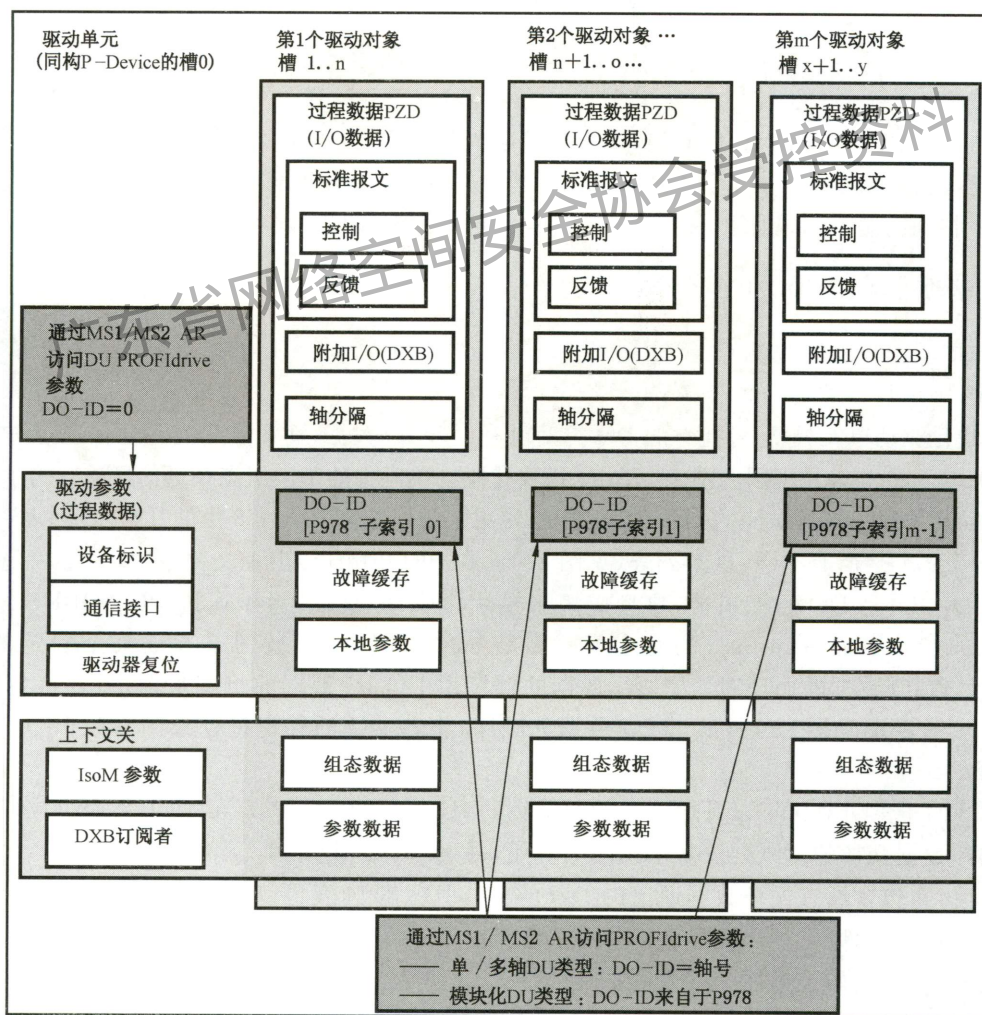 驱动单元
(同构P-Device的槽0)
第1个驱动对象
槽 1..n
第2个驱动对象 …
槽 n+1..o…
第m个驱动对象
槽 x+1..y
过程数据PZD
(I/O数据)
标准报文
控制
反馈
附加I/O(DXB)
轴分隔
过程数据PZD
(I/O数据)
标准报文
控制
反馈
附加I/O(DXB)
轴分隔
过程数据PZD
(I/O数据)
标准报文
控制
反馈
附加I/O(DXB)
轴分隔
广东省网络空间安全协会受控资料
通过MS1/MS2 AR
访问DU PROFIdrive
参数
DO-ID=0
驱动参数
(过程数据)
设备标识
通信接口
驱动器复位
DO-ID
[P978 子索引 0]
故障缓存
本地参数
DO-ID
[P978子索引1]
故障缓存
本地参数
DO-ID
[P978子索引m-1]
故障缓存
本地参数
上下文关
IsoM 参数
DXB订阅者
组态数据
参数数据
组态数据
参数数据
组态数据
参数数据
通过MS1/MS2 AR访问PROFIdrive参数：
—— 单/多轴DU类型：DO-ID=轴号
—— 模块化DU类型：DO-ID来自于P978